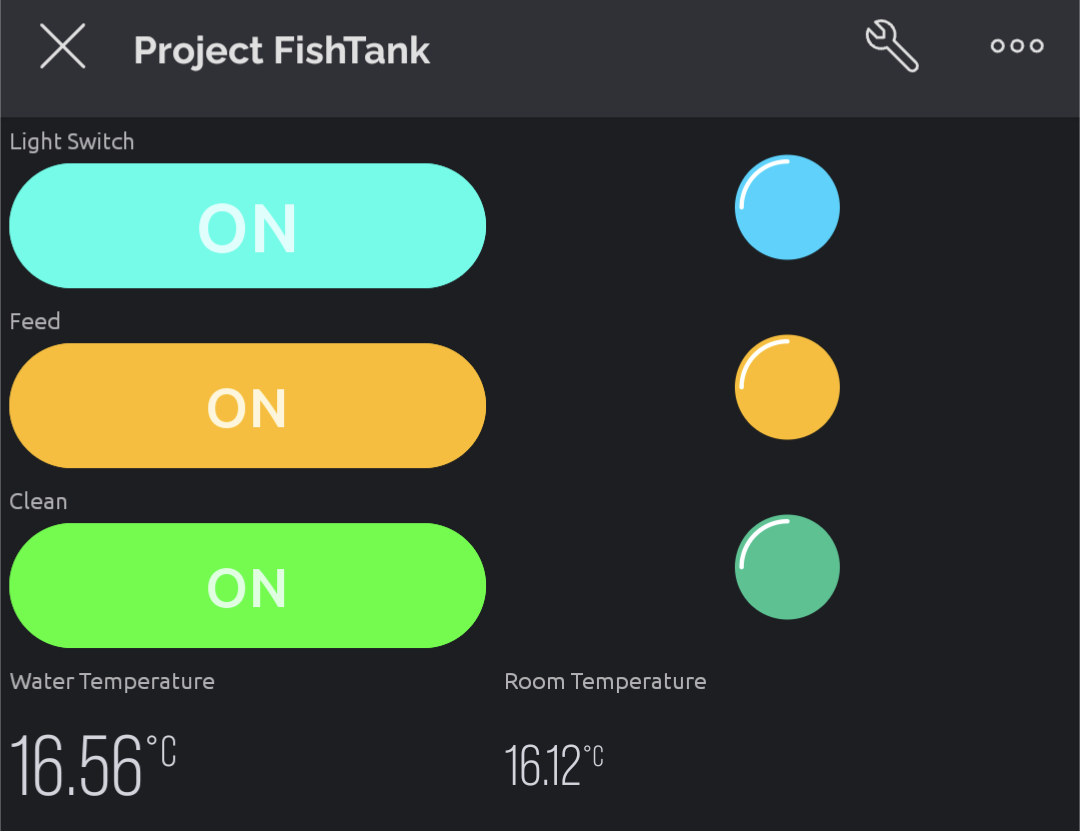 Project FishTank
Light Switch
ON
Feed
ON
Clean
ON
Water Temperature
Room Temperature
16.56°C
16.12°C